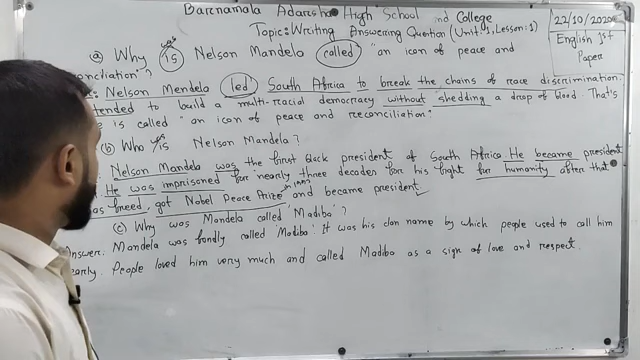 Barnamala Adarsha High School and College
Topic: Writing Answering Question (Unit: 1, Lesson: 1)
22/10/2020
English 1st
Paper
was
(a) Why is Nelson Mandela called "an icon of peace and
onciliation"?
Nelson Mendela led South Africa to break the chains of race discrimination.
tended to build a multi-racial democracy without shedding a drop of blood. That's
is called "an icon of peace and reconciliation."
(b) Who is Nelson Mandela?
Nelson Mandela was the first black president of South Africa. He became president
He was imprisoned for nearly three decades for his fight for humanity after that
was freed, got Nobel Peace Prize in and became president
(c) Why was Mandela called 'Madiba'?
Answer: Mandela was fondly called 'Madiba'. It was his clan name by which people used to call him
early. People loved him very much and called Madiba as a sign of love and respect.